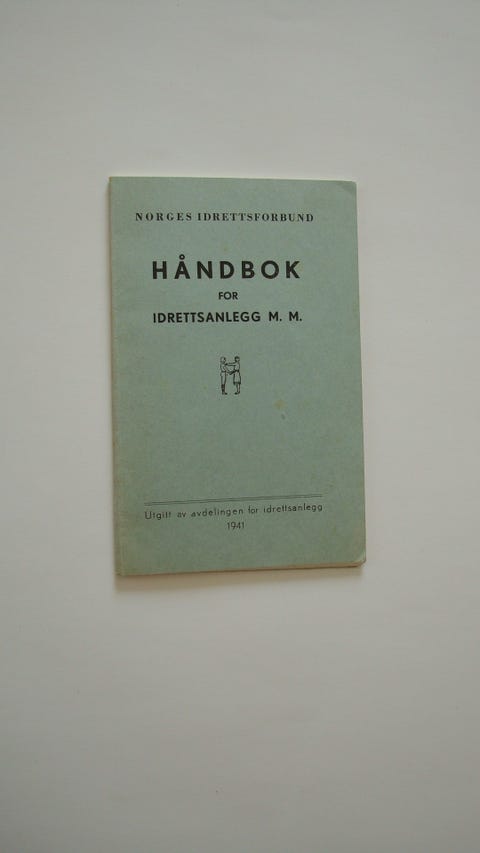 NORGES IDRETTSFORBUND
HÅNDBOK
FOR
IDRETTSANLEGG M. M.
Utgitt av avdelingen for idrettsanlegg
1941